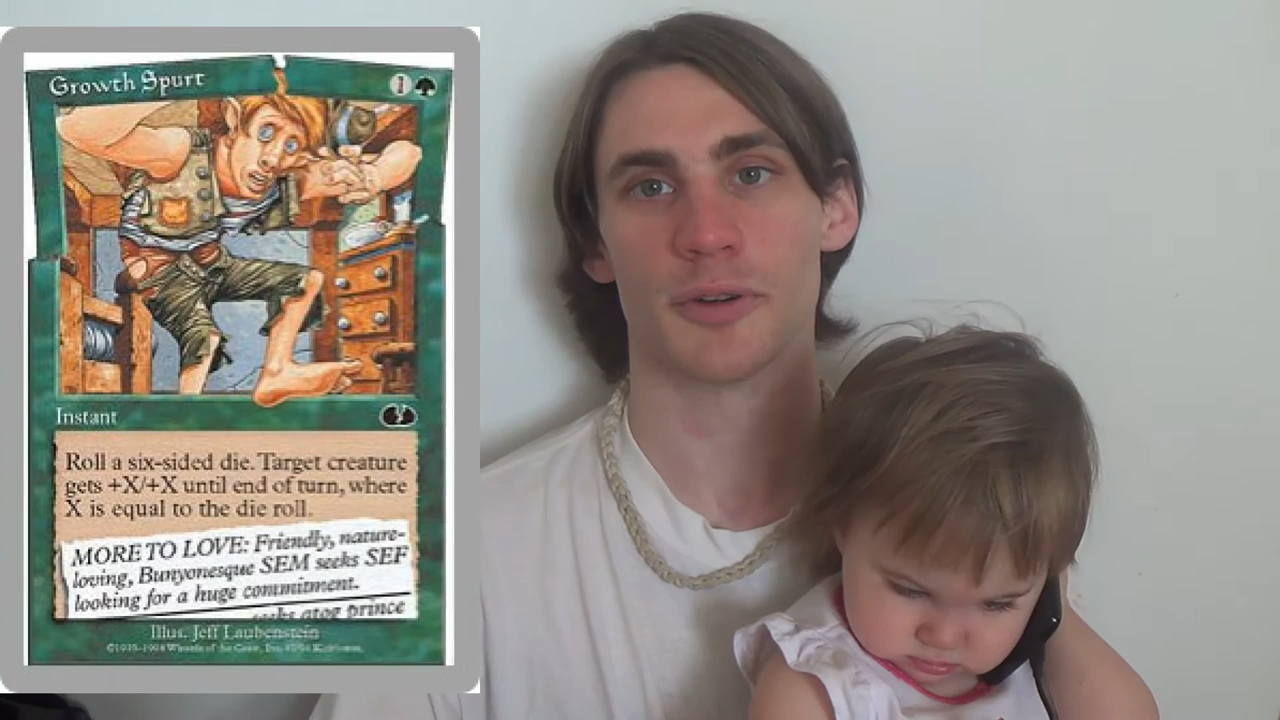 Growth Spurt
1
Instant
Roll a six-sided die. Target creature
gets +X/+X until end of turn, where
X is equal to the die roll.
MORE TO LOVE: Friendly, nature-
loving, Bunyonesque SEM seeks SEF
looking for a huge commitment.
seeks atog prince
Illus. Jeff Laubenstein